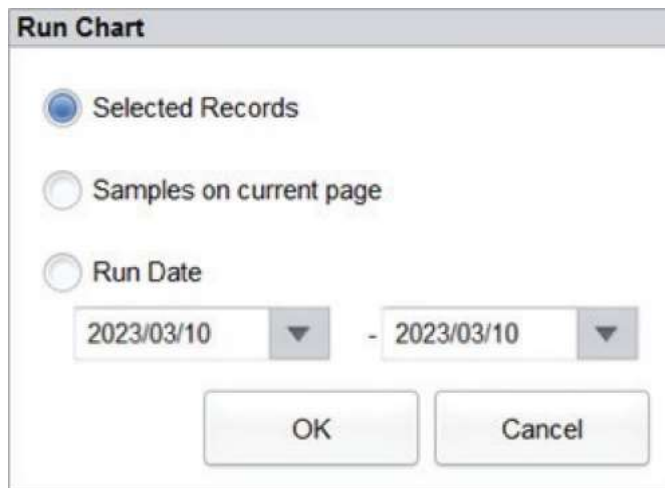 Run Chart
Selected Records
Samples on current page
Run Date
2023/03/10 - 2023/03/10
OK Cancel